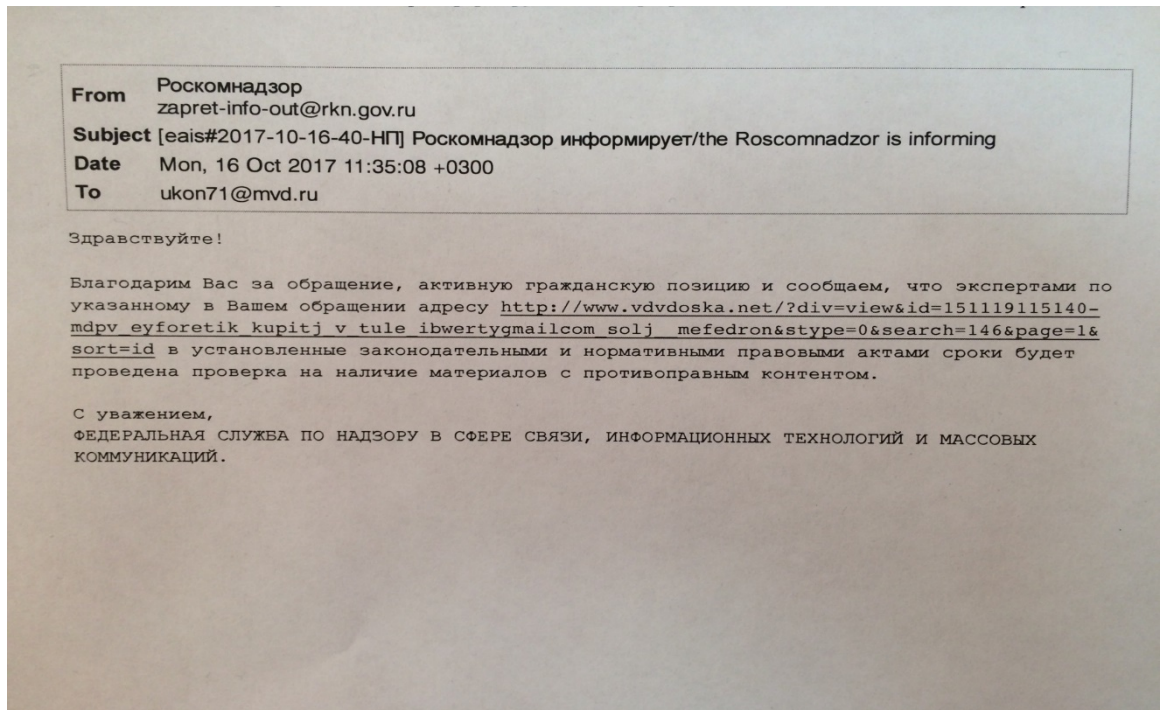 From Роскомнадзор
zapret-info-out@rkn.gov.ru
Subject [eais#2017-10-16-40-НП] Роскомнадзор информирует/the Roscomnadzor is informing
Date Mon, 16 Oct 2017 11:35:08 +0300
To ukon71@mvd.ru
Здравствуйте!
Благодарим Вас за обращение, активную гражданскую позицию и сообщаем, что экспертами по
указанному в Вашем обращении адресу http://www.vdvdoska.net/?div=view&id=151119115140-
mdpv_eyforetik_kupitj_v_tule_ibwertygmailcom_solj__mefedron&stype=0&search=146&page=1&
sort=id в установленные законодательными и нормативными правовыми актами сроки будет
проведена проверка на наличие материалов с противоправным контентом.
С уважением,
ФЕДЕРАЛЬНАЯ СЛУЖБА ПО НАДЗОРУ В СФЕРЕ СВЯЗИ, ИНФОРМАЦИОННЫХ ТЕХНОЛОГИЙ И МАССОВЫХ
КОММУНИКАЦИЙ.